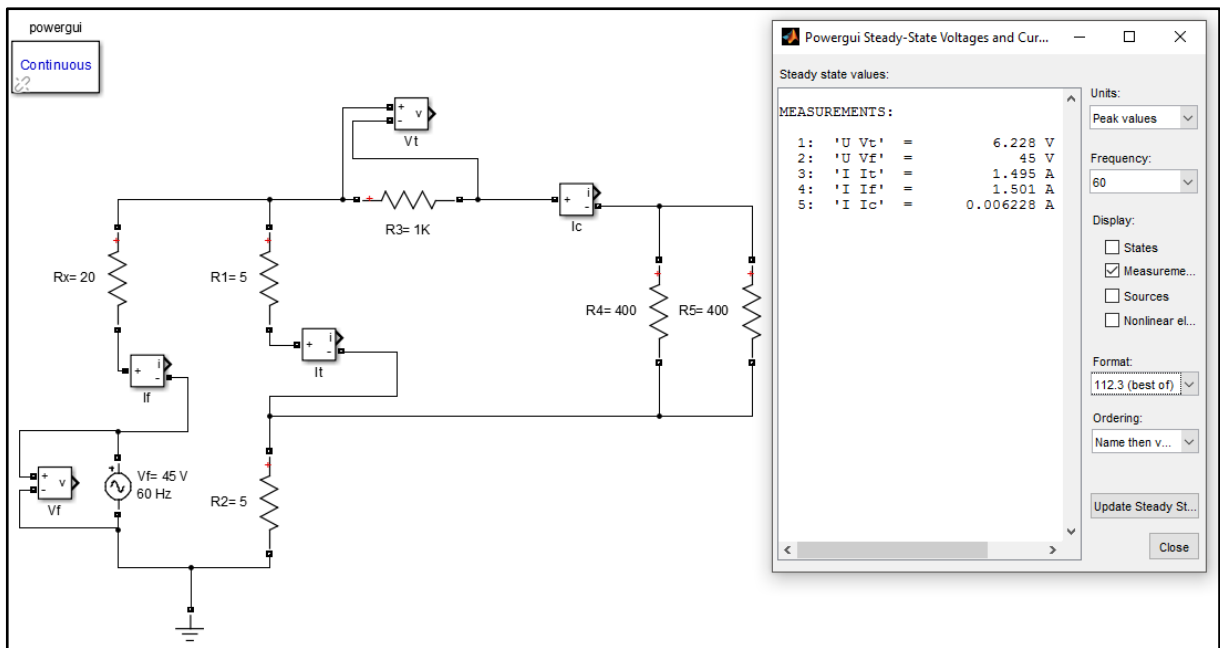 powergui
Continuous
+
-
v
Vt
+
R3= 1K
+
i
-
Ic
+
Rx= 20
+
R1= 5
+
R4= 400
+
R5= 400
+
i
-
It
+
i
-
If
+
-
v
Vf
+
Vf= 45 V
60 Hz
+
R2= 5
Powergui Steady-State Voltages and Cur...
Steady state values:
MEASUREMENTS:
1: 'U Vt' = 6.228 V
2: 'U Vf' = 45 V
3: 'I It' = 1.495 A
4: 'I If' = 1.501 A
5: 'I Ic' = 0.006228 A
Units:
Peak values
Frequency:
60
Display:
States
Measureme...
Sources
Nonlinear el...
Format:
112.3 (best of)
Ordering:
Name then v...
Update Steady St...
Close